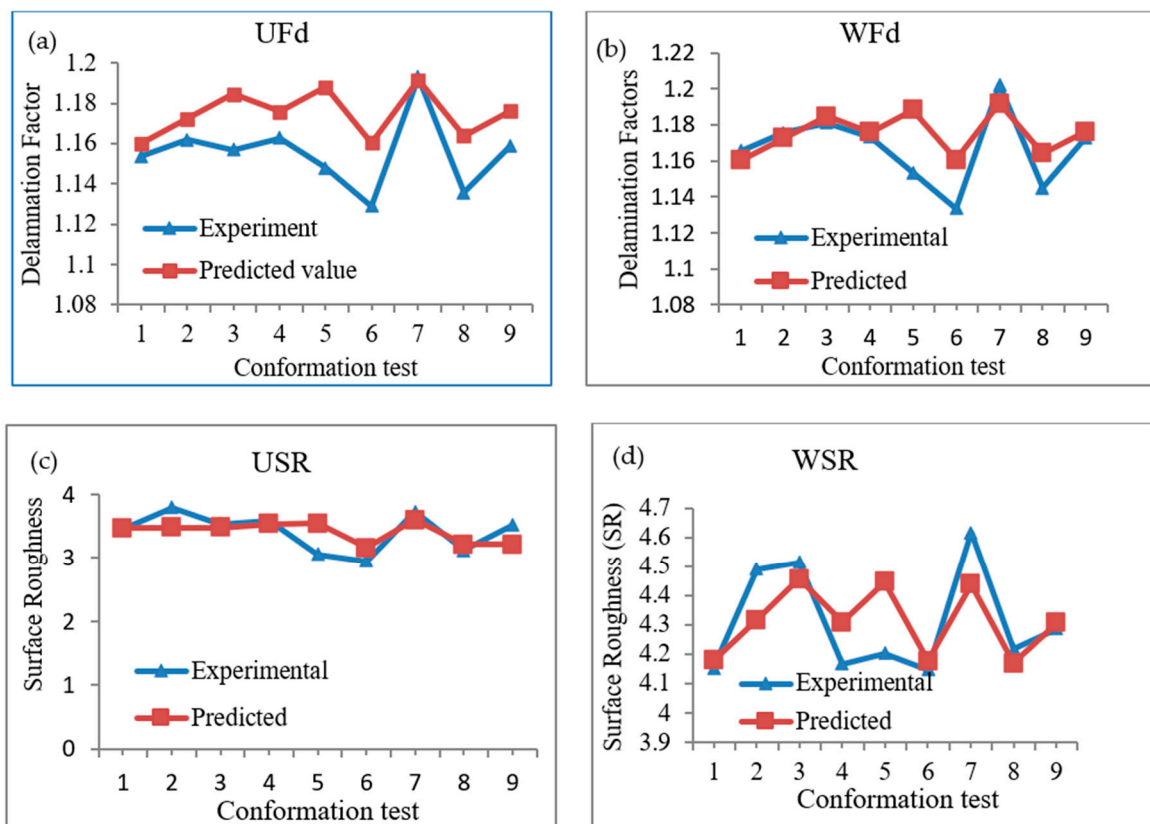 (a)
UFd
Delamnation Factor
1.2
1.18
1.16
1.14
1.12
1.1
1.08
Experiment
Predicted value
1 2 3 4 5 6 7 8 9
Conformation test
(b)
WFd
Delamination Factors
1.22
1.2
1.18
1.16
1.14
1.12
1.1
1.08
Experimental
Predicted
1 2 3 4 5 6 7 8 9
Conformation test
(c)
USR
Surface Roughness
4
3
2
1
0
Experimental
Predicted
1 2 3 4 5 6 7 8 9
Conformation test
(d)
WSR
Surface Roughness (SR)
4.7
4.6
4.5
4.4
4.3
4.2
4.1
4
3.9
Experimental
Predicted
1 2 3 4 5 6 7 8 9
Conformation test